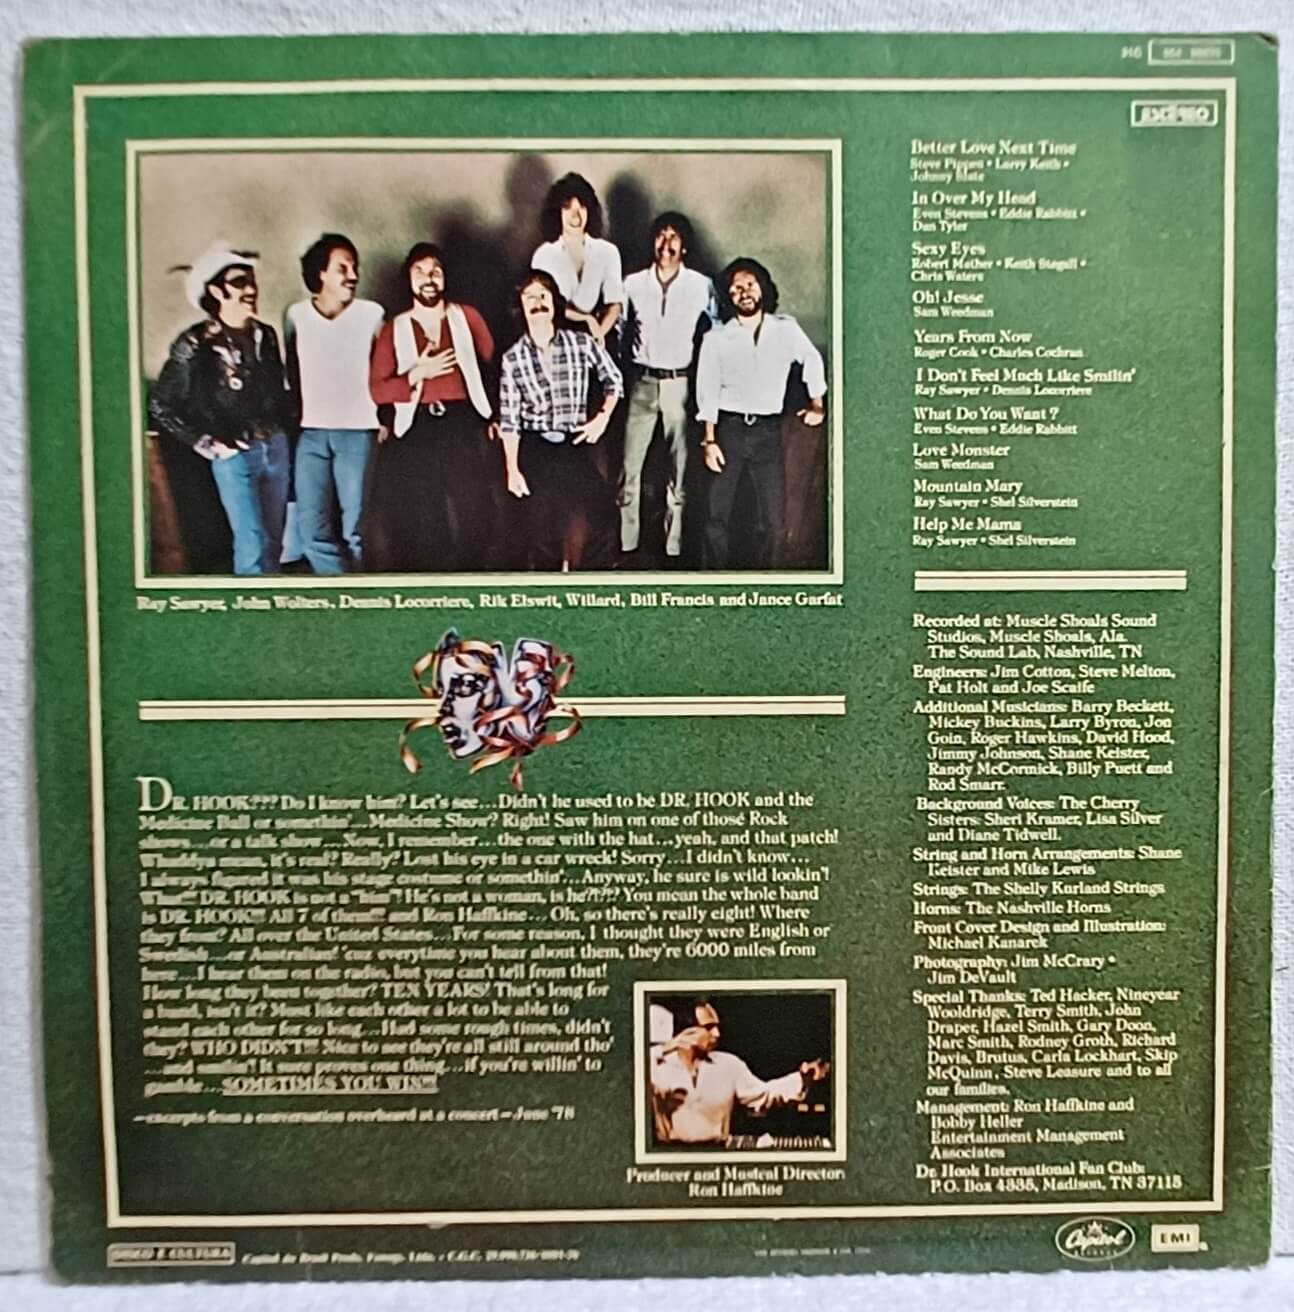 ESTÉREO
Better Love Next Time
Steve Pippen • Larry Keith •
Johnny Slate
In Over My Head
Even Stevens • Eddie Rabbitt •
Dan Tyler
Sexy Eyes
Robert Mather • Keith Stegall •
Chris Waters
Oh! Jesse
Sam Weedman
Years From Now
Roger Cook • Charles Cochran
I Don't Feel Much Like Smilin'
Ray Sawyer • Dennis Locorriere
What Do You Want ?
Even Stevens • Eddie Rabbitt
Love Monster
Sam Weedman
Mountain Mary
Ray Sawyer • Shel Silverstein
Help Me Mama
Ray Sawyer • Shel Silverstein
Ray Sawyer, John Wolters, Dennis Locorriere, Rik Elswit, Willard, Bill Francis and Jance Garfat
DR. HOOK??? Do I know him? Let's see...Didn't he used to be DR. HOOK and the
Medicine Ball or somethin'...Medicine Show? Right! Saw him on one of those Rock
shows....or a talk show....Now, I remember...the one with the hat...yeah, and that patch!
Whaddya mean, it's real? Really? Lost his eye in a car wreck! Sorry...I didn't know...
I always figured it was his stage costume or somethin'...Anyway, he sure is wild lookin'!
What!!! DR. HOOK is not a "him"! He's not a woman, is he?!?!? You mean the whole band
is DR. HOOK!!! All 7 of them!!! and Ron Haffkine... Oh, so there's really eight! Where
they from? All over the United States...For some reason, I thought they were English or
Swedish....or Australian! 'cuz everytime you hear about them, they're 6000 miles from
here....I hear them on the radio, but you can't tell from that!
How long they been together? TEN YEARS! That's long for
a band, isn't it? Must like each other a lot to be able to
stand each other for so long...Had some rough times, didn't
they? WHO DIDN'T!!! Nice to see they're all still around tho'
...and smilin'! It sure proves one thing....if you're willin' to
gamble...SOMETIMES YOU WIN!!!
—excerpts from a conversation overheard at a concert—June '78
Producer and Musical Director:
Ron Haffkine
Recorded at: Muscle Shoals Sound
Studios, Muscle Shoals, Ala.
The Sound Lab, Nashville, TN
Engineers: Jim Cotton, Steve Melton,
Pat Holt and Joe Scaife
Additional Musicians: Barry Beckett,
Mickey Buckins, Larry Byrom, Jon
Goin, Roger Hawkins, David Hood,
Jimmy Johnson, Shane Keister,
Randy McCormick, Billy Puett and
Rod Smarr.
Background Voices: The Cherry
Sisters: Sheri Kramer, Lisa Silver
and Diane Tidwell.
String and Horn Arrangements: Shane
Keister and Mike Lewis
Strings: The Shelly Kurland Strings
Horns: The Nashville Horns
Front Cover Design and Illustration:
Michael Kanarek
Photography: Jim McCrary •
Jim DeVault
Special Thanks: Ted Hacker, Nineyear
Wooldridge, Terry Smith, John
Draper, Hazel Smith, Gary Doon,
Marc Smith, Rodney Groth, Richard
Davis, Brutus, Carla Lockhart, Skip
McQuinn, Steve Leasure and to all
our families.
Management: Ron Haffkine and
Bobby Heller
Entertainment Management
Associates
Dr. Hook International Fan Club:
P.O. Box , Madison, TN 37115
DISCO É CULTURA
Capitol do Brasil Prods. Fonogr. Ltda. • C.G.C.
Capitol
RECORDS
EMI